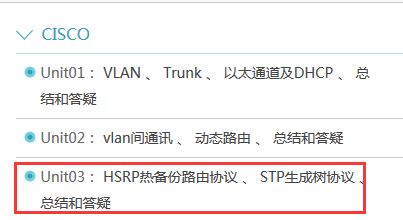 CISCO
Unit01： VLAN 、 Trunk 、 以太通道及DHCP 、 总
结和答疑
Unit02： vlan间通讯 、 动态路由 、 总结和答疑
Unit03： HSRP热备份路由协议 、 STP生成树协议 、
总结和答疑